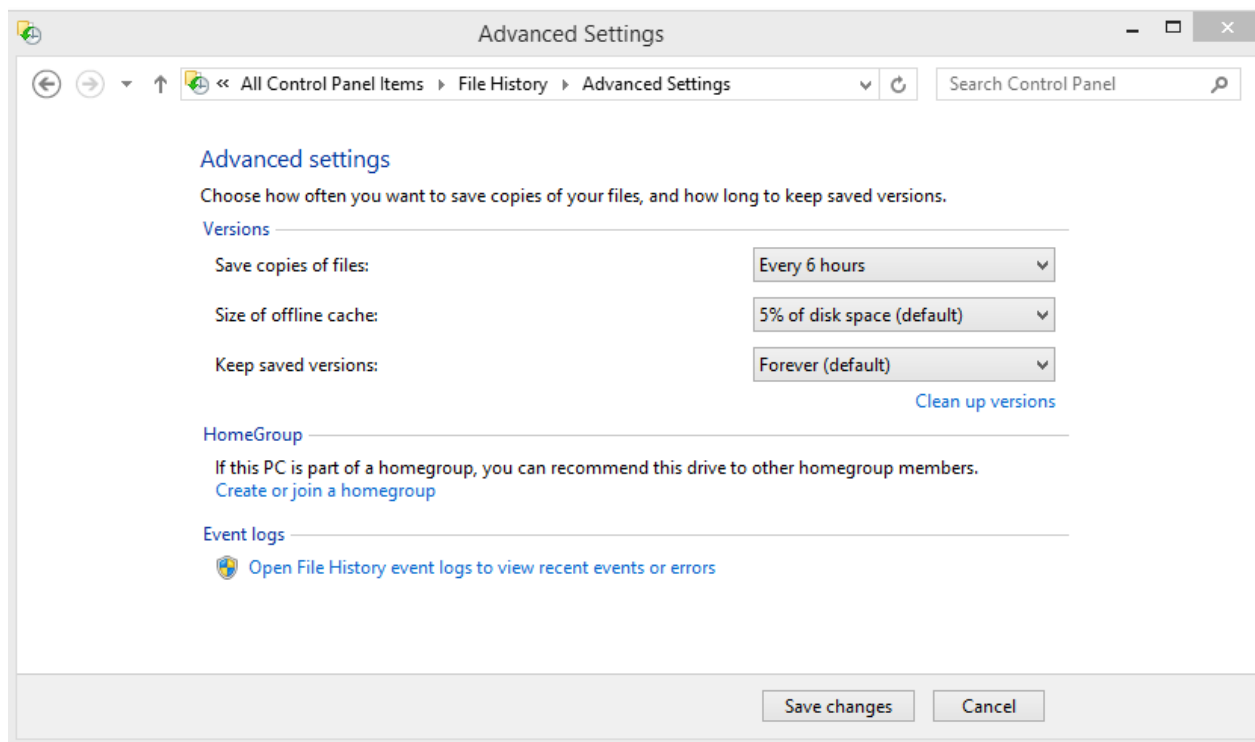 Advanced Settings
« All Control Panel Items File History Advanced Settings Search Control Panel
Advanced settings
Choose how often you want to save copies of your files, and how long to keep saved versions.
Versions
Save copies of files: Every 6 hours
Size of offline cache: 5% of disk space (default)
Keep saved versions: Forever (default)
Clean up versions
HomeGroup
If this PC is part of a homegroup, you can recommend this drive to other homegroup members.
Create or join a homegroup
Event logs
Open File History event logs to view recent events or errors
Save changes Cancel